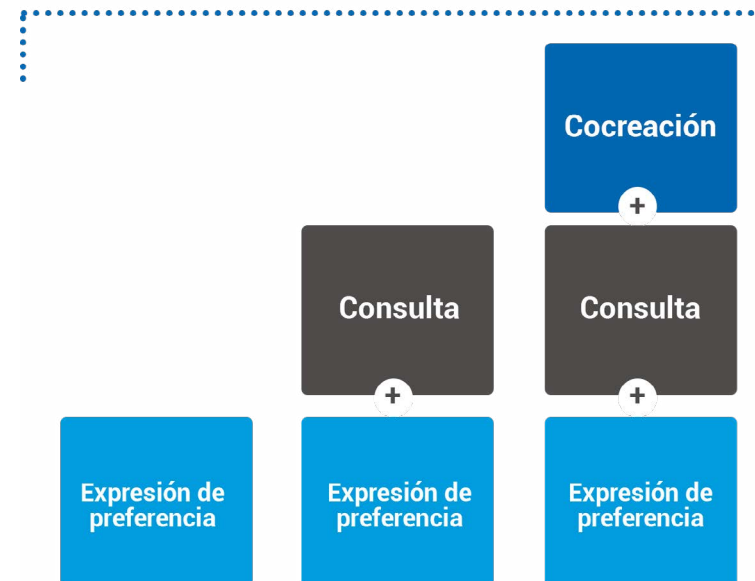 Cocreación
+
Consulta
Consulta
+
+
Expresión de
preferencia
Expresión de
preferencia
Expresión de
preferencia